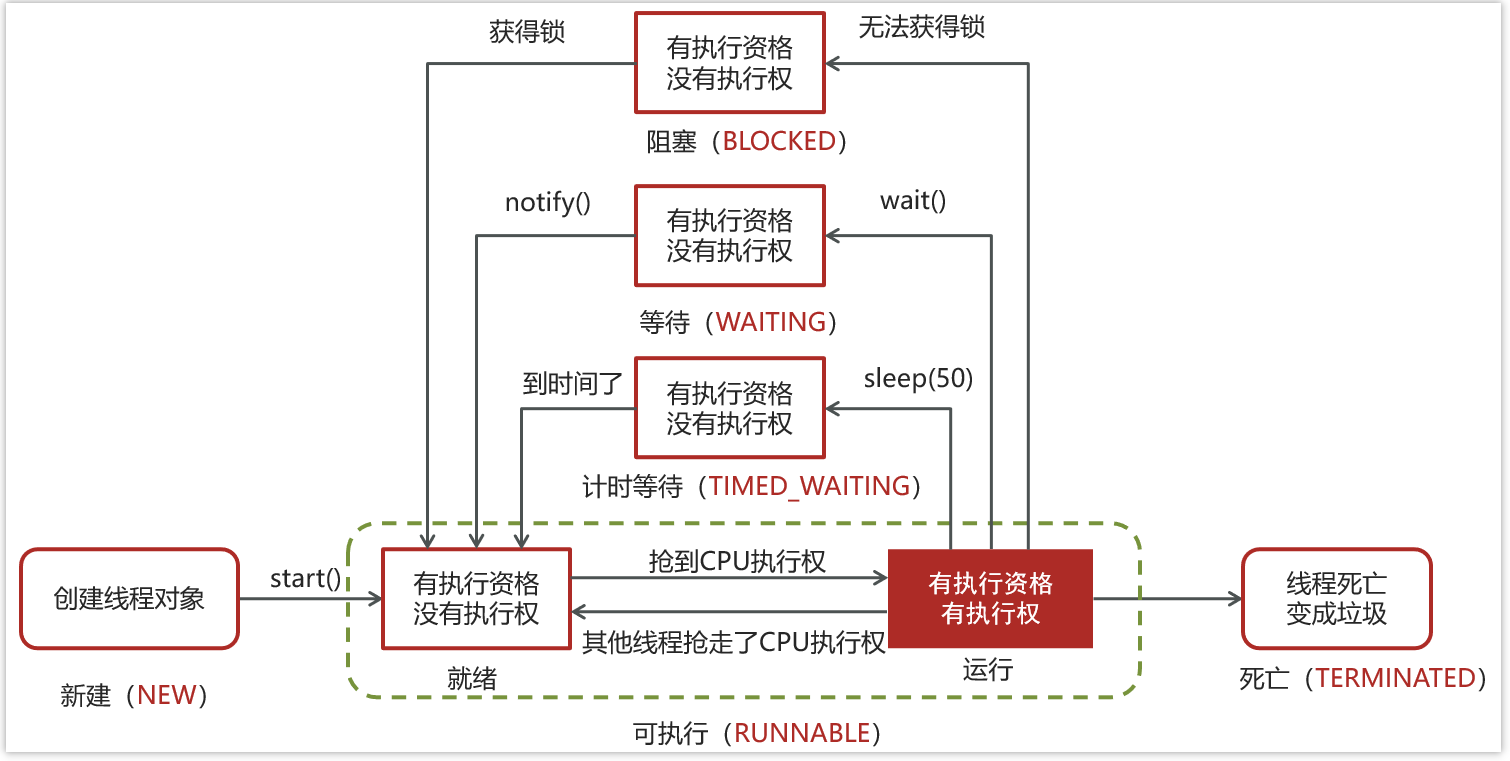 获得锁
有执行资格
没有执行权
无法获得锁
阻塞（BLOCKED）
notify()
有执行资格
没有执行权
wait()
等待（WAITING）
到时间了
有执行资格
没有执行权
sleep(50)
计时等待（TIMED_WAITING）
创建线程对象
start()
有执行资格
没有执行权
抢到CPU执行权
其他线程抢走了CPU执行权
有执行资格
有执行权
线程死亡
变成垃圾
新建（NEW）
就绪
运行
死亡（TERMINATED）
可执行（RUNNABLE）